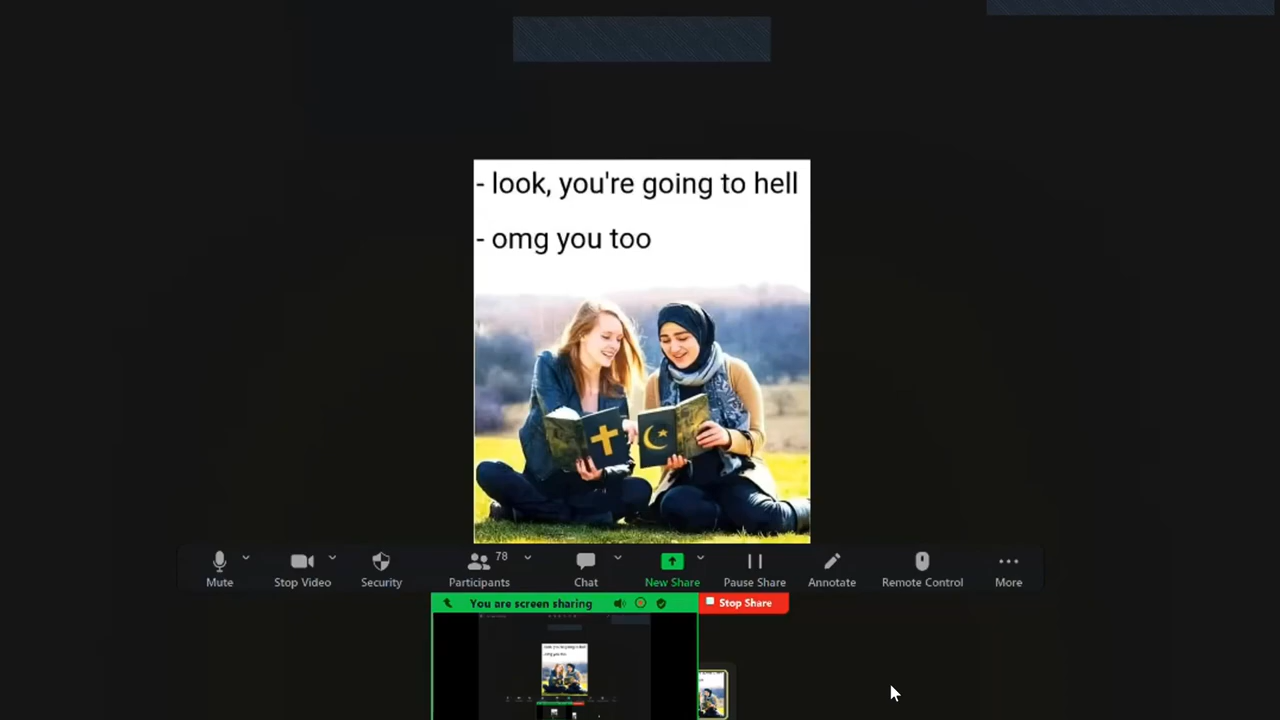 - look, you're going to hell
- omg you too
78
Mute
Stop Video
Security
Participants
Chat
New Share
Pause Share
Annotate
Remote Control
More
You are screen sharing
Stop Share